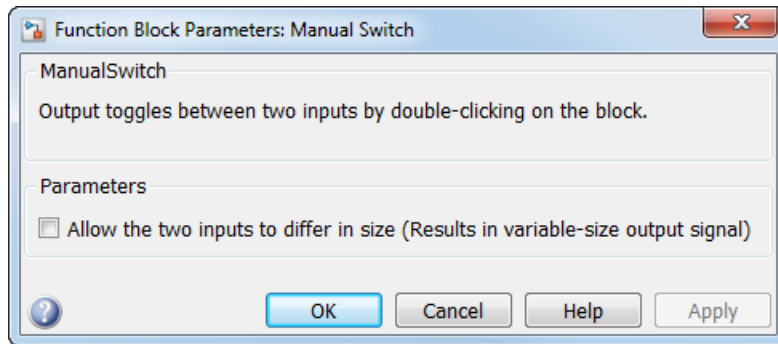 Function Block Parameters: Manual Switch
ManualSwitch
Output toggles between two inputs by double-clicking on the block.
Parameters
Allow the two inputs to differ in size (Results in variable-size output signal)
OK Cancel Help Apply